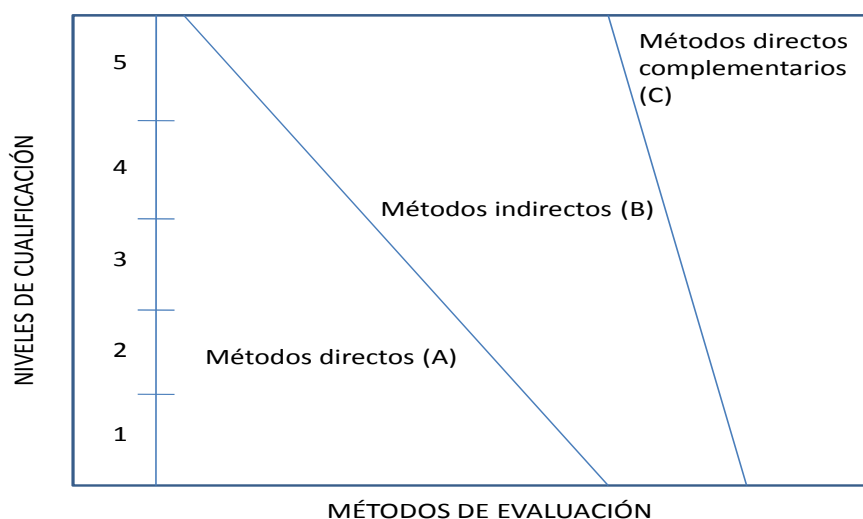 NIVELES DE CUALIFICACIÓN
5
4
3
2
1
Métodos directos
complementarios
(C)
Métodos indirectos (B)
Métodos directos (A)
MÉTODOS DE EVALUACIÓN